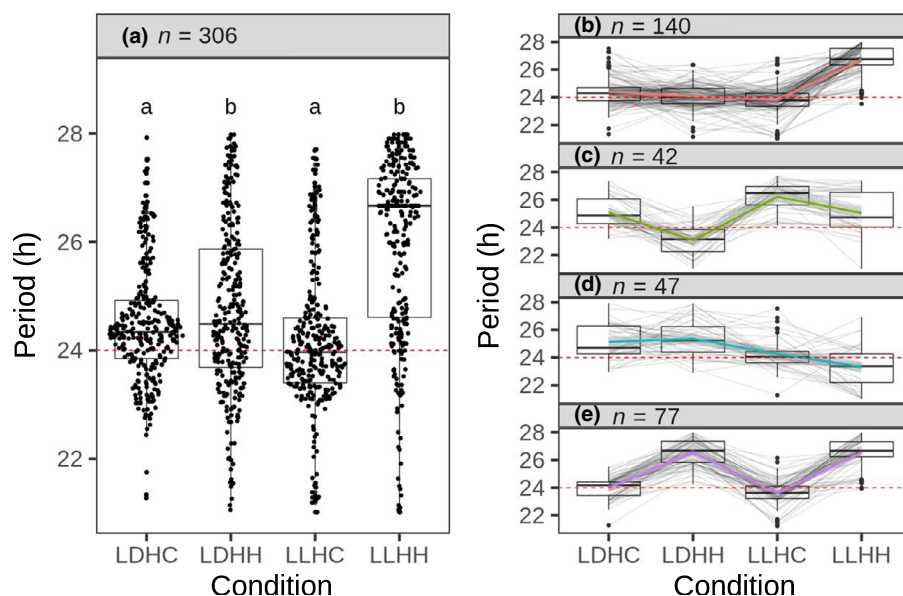 (a) n = 306
a b a b
Period (h)
28
26
24
22
LDHC LDHH LLHC LLHH
Condition
(b) n = 140
28
26
24
22
(c) n = 42
28
26
24
22
Period (h)
(d) n = 47
28
26
24
22
(e) n = 77
28
26
24
22
LDHC LDHH LLHC LLHH
Condition